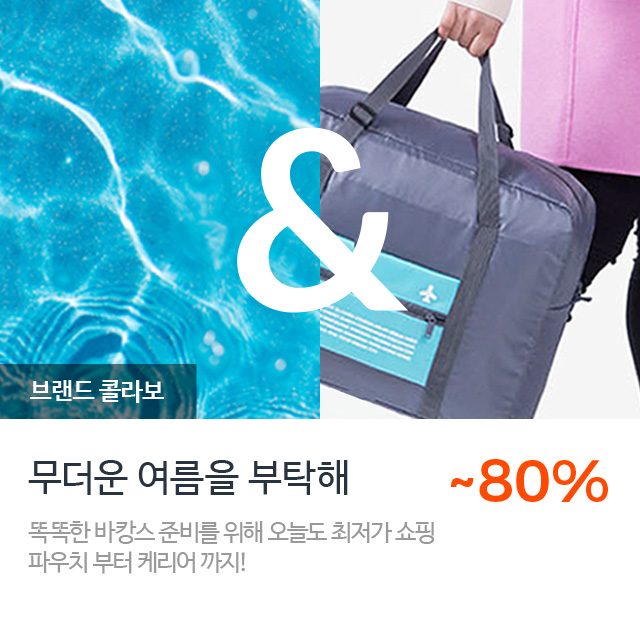 &
브랜드 콜라보
무더운 여름을 부탁해
~80%
똑똑한 바캉스 준비를 위해 오늘도 최저가 쇼핑
파우치 부터 케리어 까지!